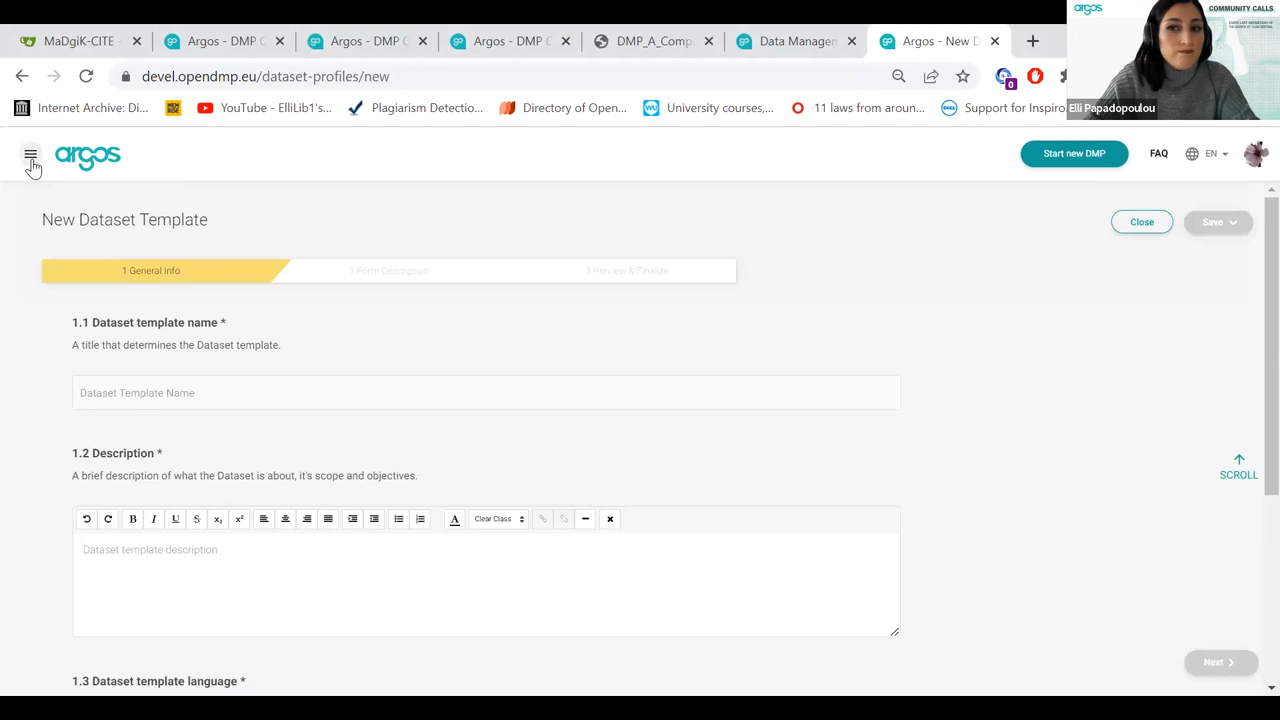 MaDgiK-CITE
Argos - DMP C
Argos - DMP C
Argos - DMP C
DMP_A_Comp
Data Managem
Argos - New D
argos
COMMUNITY CALLS
Elli Papadopoulou
devel.opendmp.eu/dataset-profiles/new
0
Internet Archive: Di...
YouTube - ElliLib1's...
Plagiarism Detectio...
Directory of Open...
University courses,...
11 laws from aroun...
Support for Inspiro
argos
Start new DMP
FAQ
EN
New Dataset Template
Close
Save
1 General Info
2 Form Description
3 Preview & Finalize
1.1 Dataset template name *
A title that determines the Dataset template.
Dataset Template Name
1.2 Description *
A brief description of what the Dataset is about, it's scope and objectives.
SCROLL
Clear Class
Dataset template description
Next
1.3 Dataset template language *